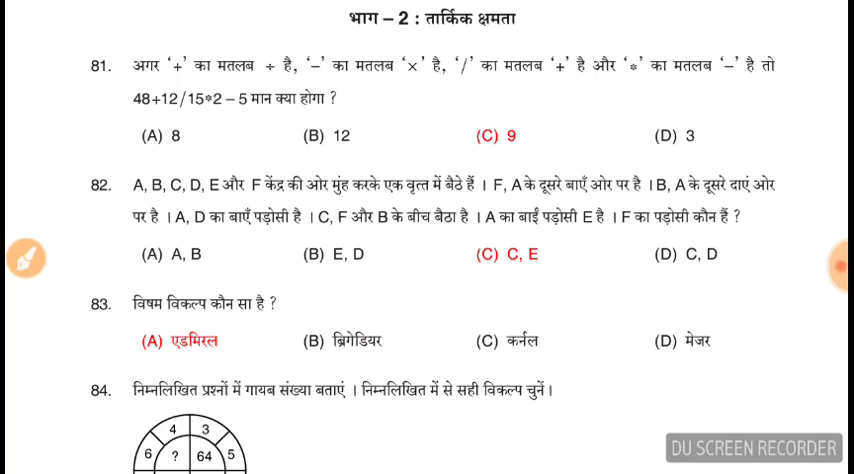 भाग – 2 : तार्किक क्षमता
81. अगर ‘+’ का मतलब ÷ है, ‘–’ का मतलब ‘×’ है, ‘/’ का मतलब ‘+’ है और ‘*’ का मतलब ‘–’ है तो
48+12/15*2 – 5 मान क्या होगा ?
(A) 8 (B) 12 (C) 9 (D) 3
82. A, B, C, D, E और F केंद्र की ओर मुंह करके एक वृत्त में बैठे हैं । F, A के दूसरे बाएँ ओर पर है । B, A के दूसरे दाएं ओर
पर है । A, D का बाएँ पड़ोसी है । C, F और B के बीच बैठा है । A का बाईं पड़ोसी E है । F का पड़ोसी कौन हैं ?
(A) A, B (B) E, D (C) C, E (D) C, D
83. विषम विकल्प कौन सा है ?
(A) एडमिरल (B) ब्रिगेडियर (C) कर्नल (D) मेजर
84. निम्नलिखित प्रश्नों में गायब संख्या बताएं । निम्नलिखित में से सही विकल्प चुनें।
4 3
6 ? 64 5
DU SCREEN RECORDER